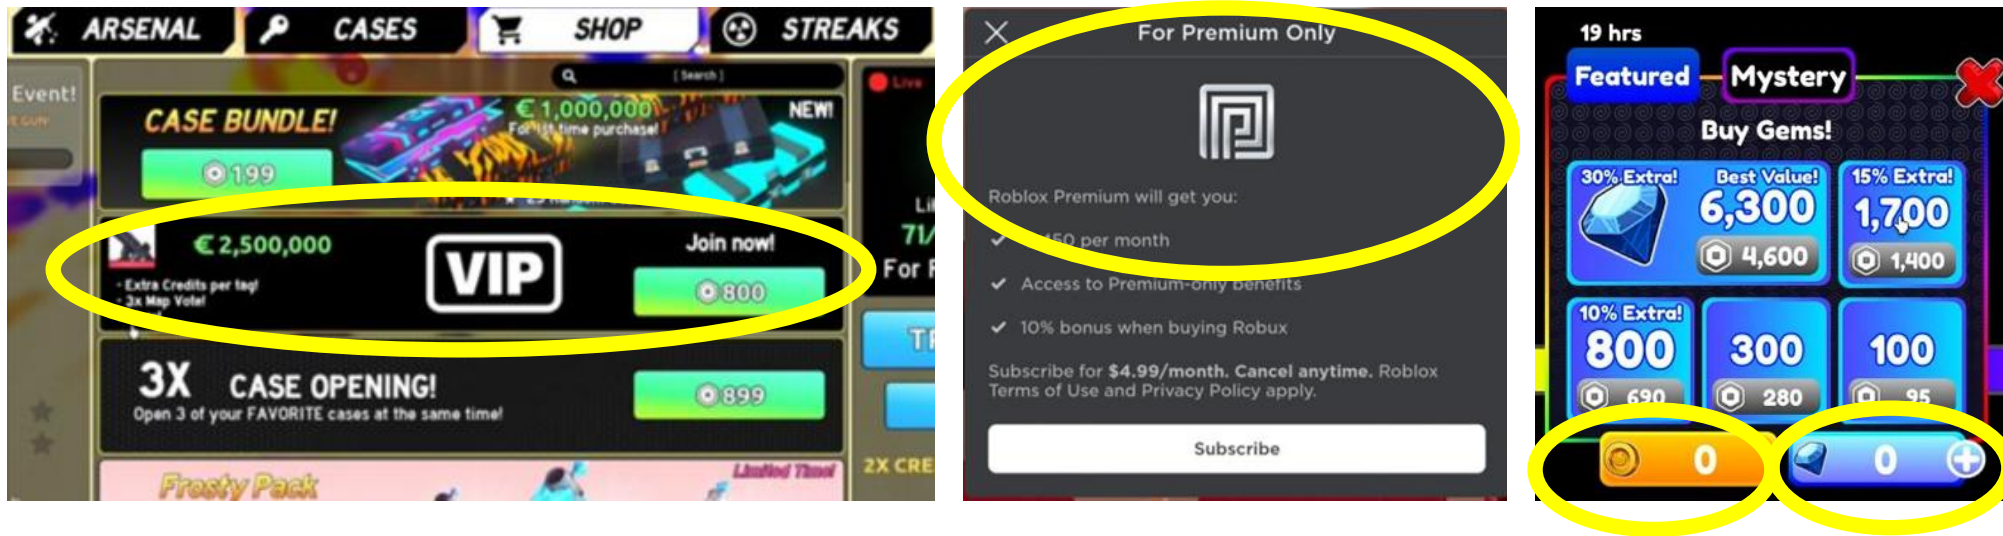 ARSENAL
CASES
SHOP
STREAKS
Event!
[Search]
Live
CASE BUNDLE!
€1,000,000
For 1st time purchase!
NEW!
199
€2,500,000
VIP
Join now!
- Extra Credits per tag!
- 3x Map Vote!
800
Li
71/
For F
3X
CASE OPENING!
Open 3 of your FAVORITE cases at the same time!
899
2X CRE
Frosty Pack
Limited Time!
For Premium Only
Roblox Premium will get you:
450 per month
Access to Premium-only benefits
10% bonus when buying Robux
Subscribe for $4.99/month. Cancel anytime. Roblox
Terms of Use and Privacy Policy apply.
Subscribe
19 hrs
Featured
Mystery
Buy Gems!
30% Extra!
Best Value!
6,300
4,600
15% Extra!
1,700
1,400
10% Extra!
800
690
300
280
100
95
0
0